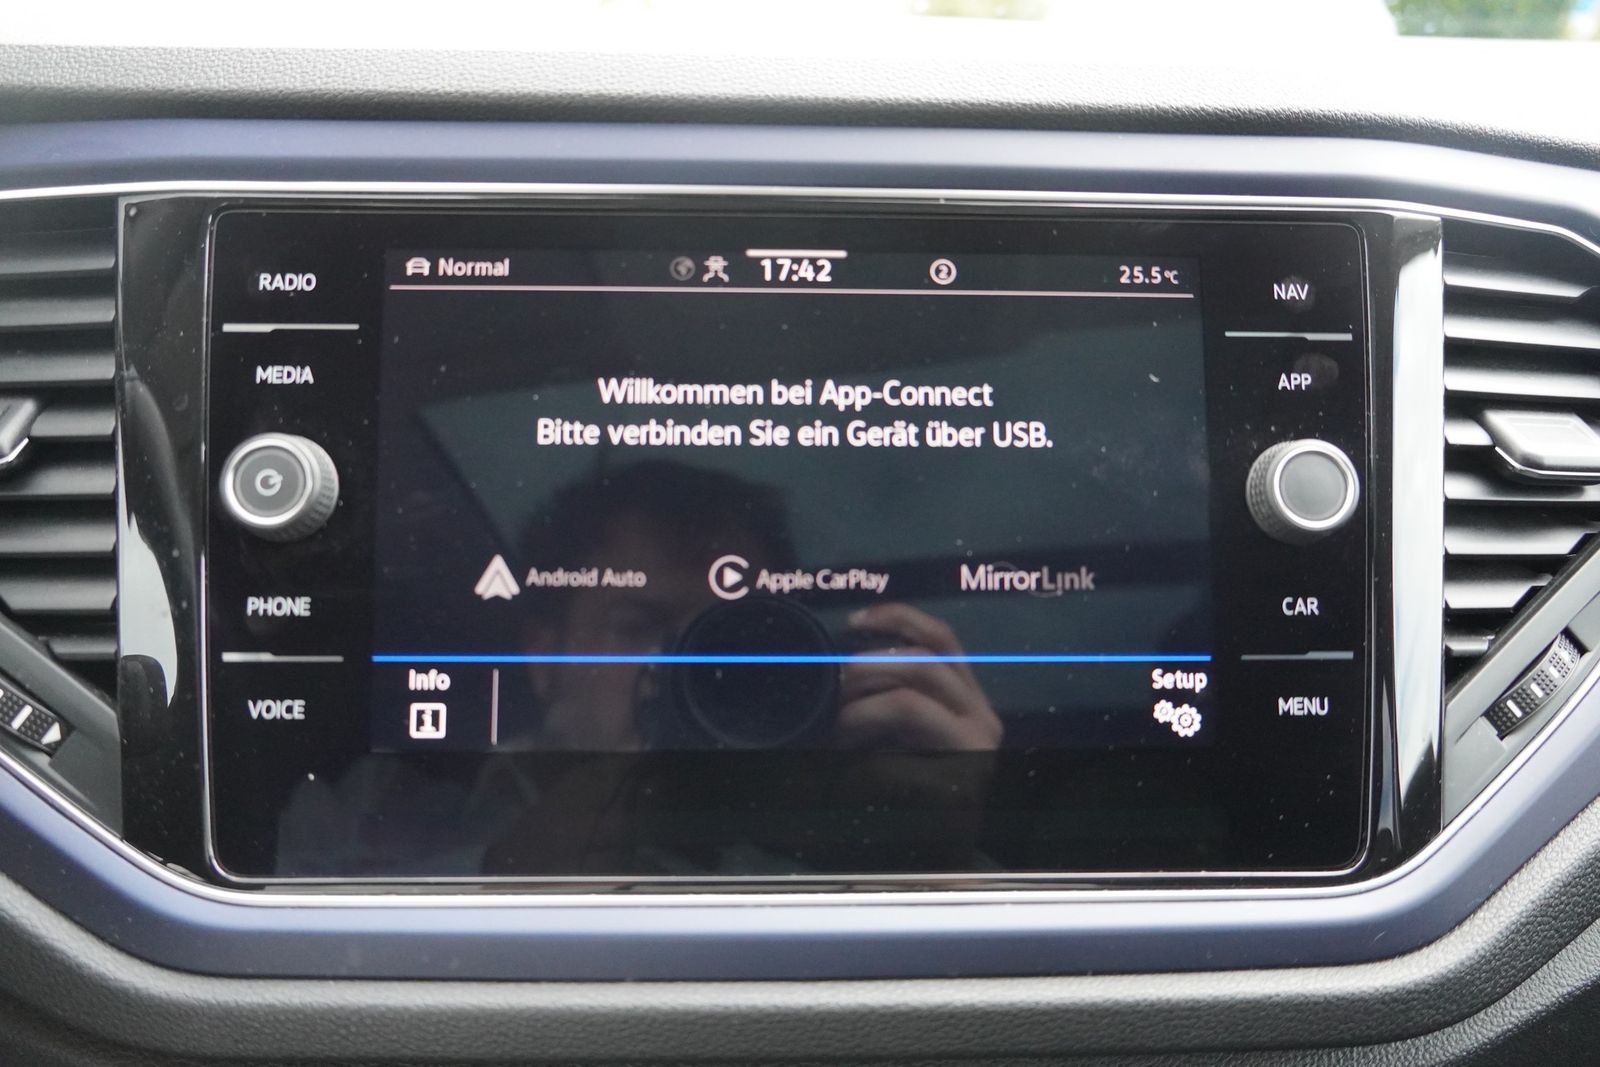 RADIO
MEDIA
PHONE
VOICE
Normal
17:42
2
25.5°C
Willkommen bei App-Connect
Bitte verbinden Sie ein Gerät über USB.
Android Auto
Apple CarPlay
MirrorLink
Info
Setup
NAV
APP
CAR
MENU